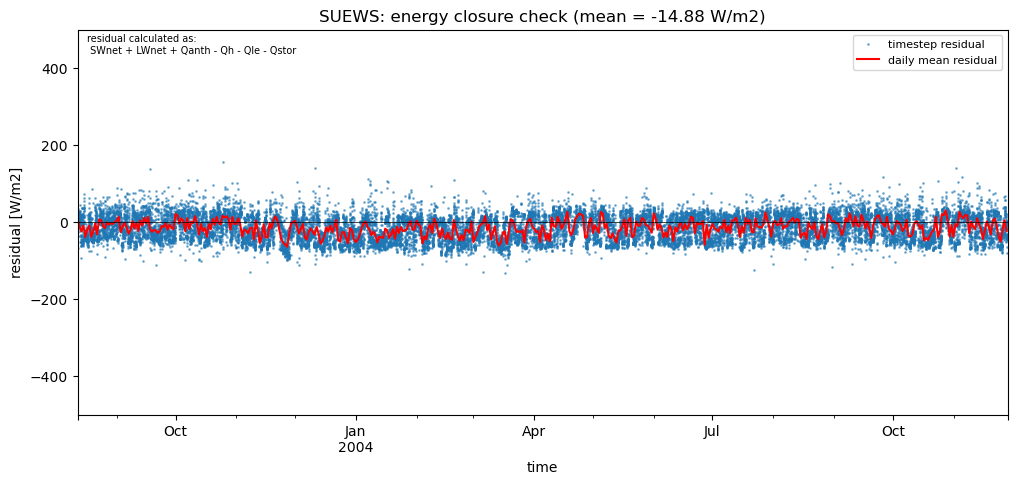 SUEWS: energy closure check (mean = -14.88 W/m2)
residual calculated as:
SWnet + LWnet + Qanth - Qh - Qle - Qstor
timestep residual
daily mean residual
residual [W/m2]
400
200
0
−200
−400
Oct
Jan
2004
Apr
Jul
Oct
time